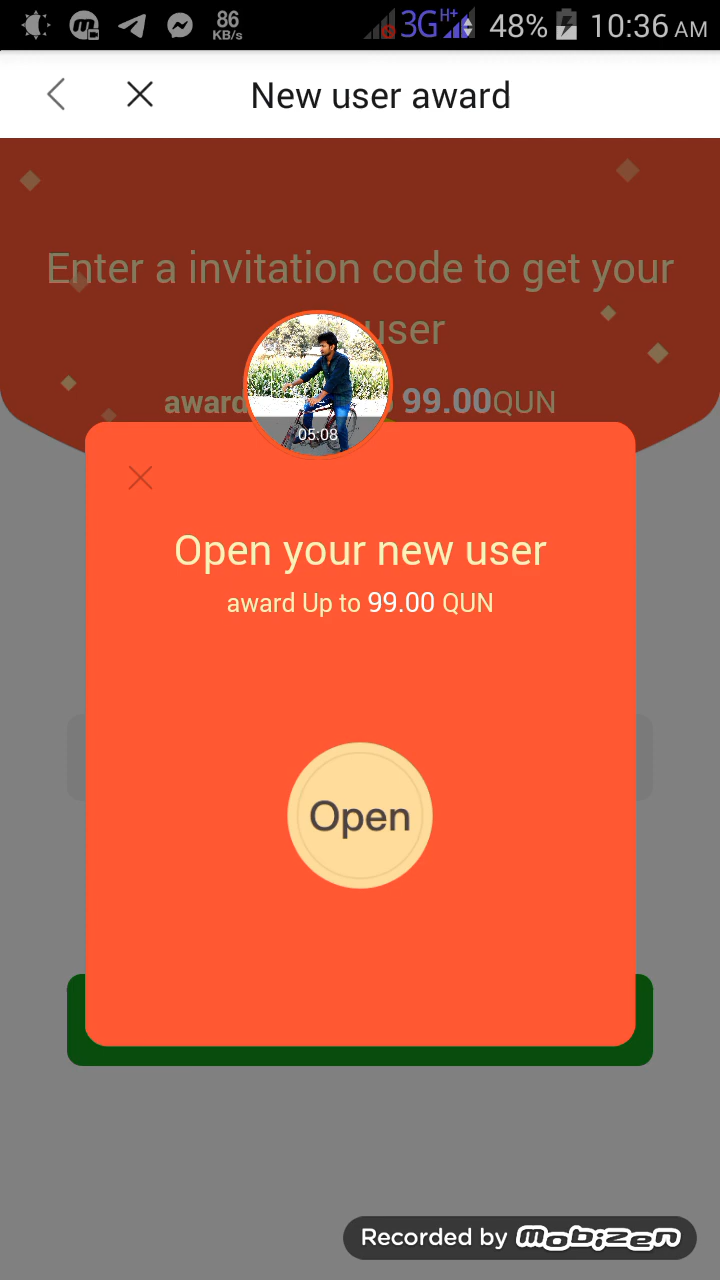 86
KB/s
3G
H+
48%
10:36 AM
New user award
Enter a invitation code to get your
user
award
99.00QUN
05:08
Open your new user
award Up to 99.00 QUN
Open
Recorded by mobizen